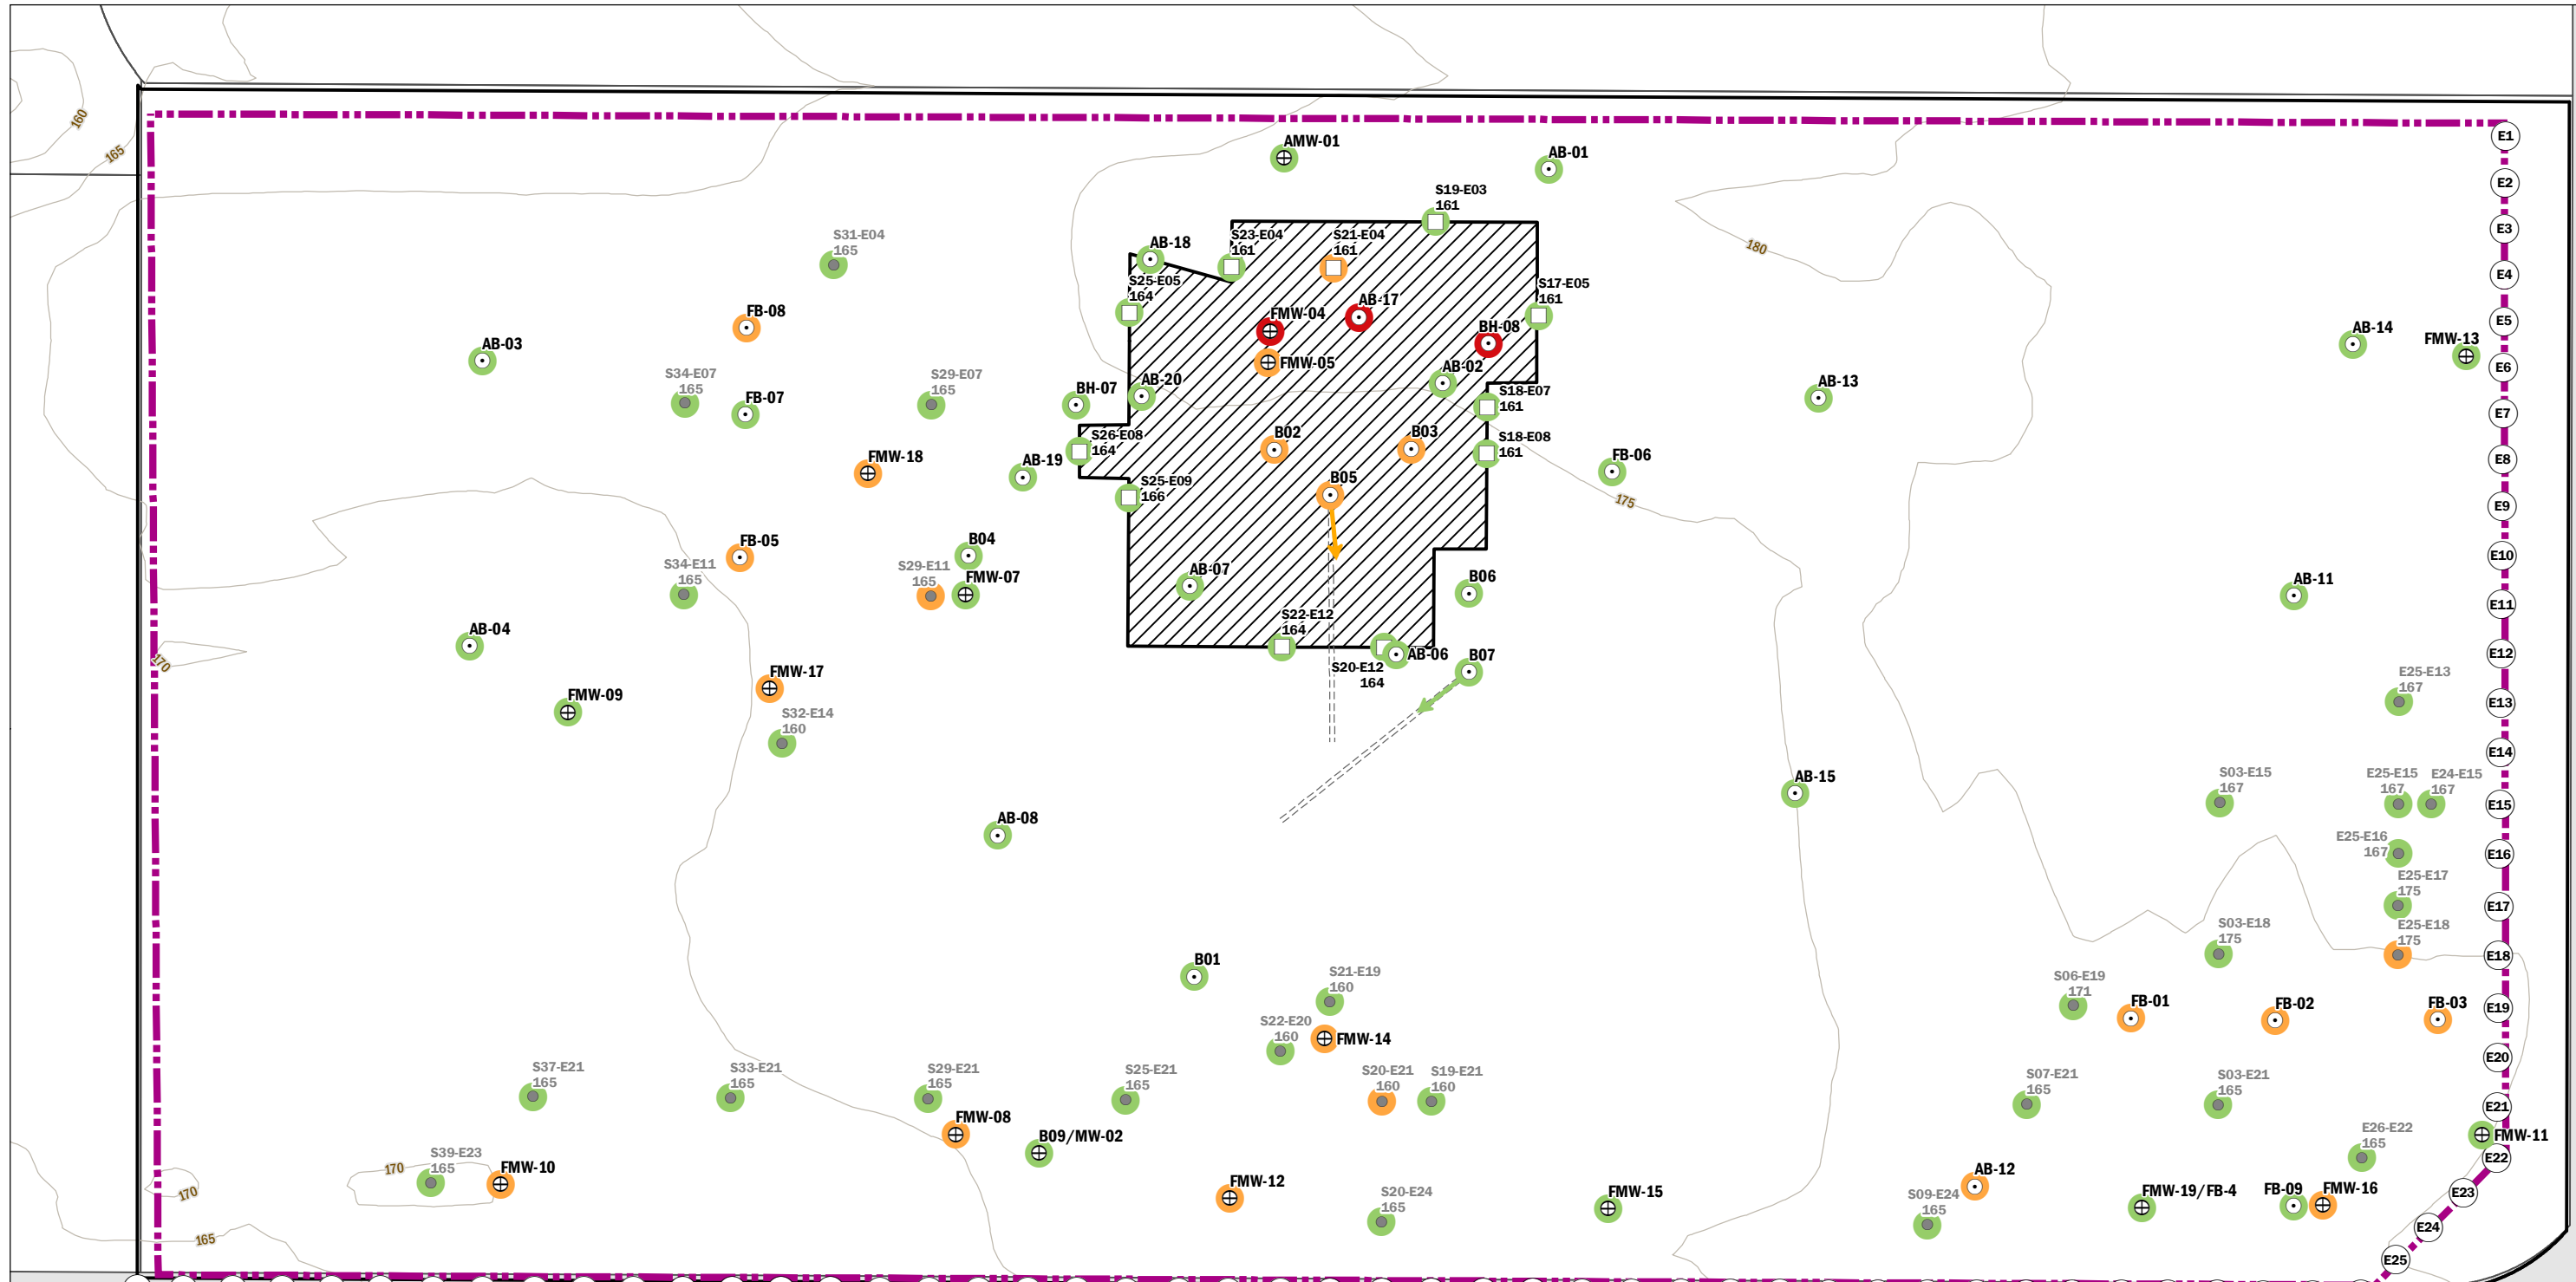 160
165
AMW-01
AB-01
E1
E2
S19-E03
161
E3
S31-E04
165
AB-18
S23-E04
161
S21-E04
161
180
E4
S25-E05
164
S17-E05
161
FB-08
FMW-04
AB-17
BH-08
E5
AB-14
FMW-13
AB-03
FMW-05
AB-02
E6
S34-E07
165
S29-E07
165
BH-07
AB-20
S18-E07
161
AB-13
FB-07
E7
S26-E08
164
B02
B03
S18-E08
161
FMW-18
AB-19
FB-06
E8
S25-E09
166
B05
175
E9
FB-05
B04
E10
S34-E11
165
S29-E11
165
FMW-07
AB-07
B06
AB-11
E11
AB-04
S22-E12
164
AB-06
S20-E12
164
B07
E12
170
FMW-17
FMW-09
E25-E13
167
E13
S32-E14
160
E14
AB-15
S03-E15
167
E25-E15
167
E24-E15
167
E15
AB-08
E25-E16
167
E16
E25-E17
175
E17
S03-E18
175
E25-E18
175
E18
B01
S21-E19
160
S06-E19
171
FB-01
FB-02
FB-03
E19
S22-E20
160
FMW-14
E20
S37-E21
165
S33-E21
165
S29-E21
165
S25-E21
165
S20-E21
160
S19-E21
160
S07-E21
165
S03-E21
165
E21
FMW-08
B09/MW-02
E26-E22
165
FMW-11
E22
S39-E23
165
170
FMW-10
170
FMW-12
S20-E24
165
FMW-15
AB-12
S09-E24
165
FMW-19/FB-4
FB-09
FMW-16
E23
E24
165
E25